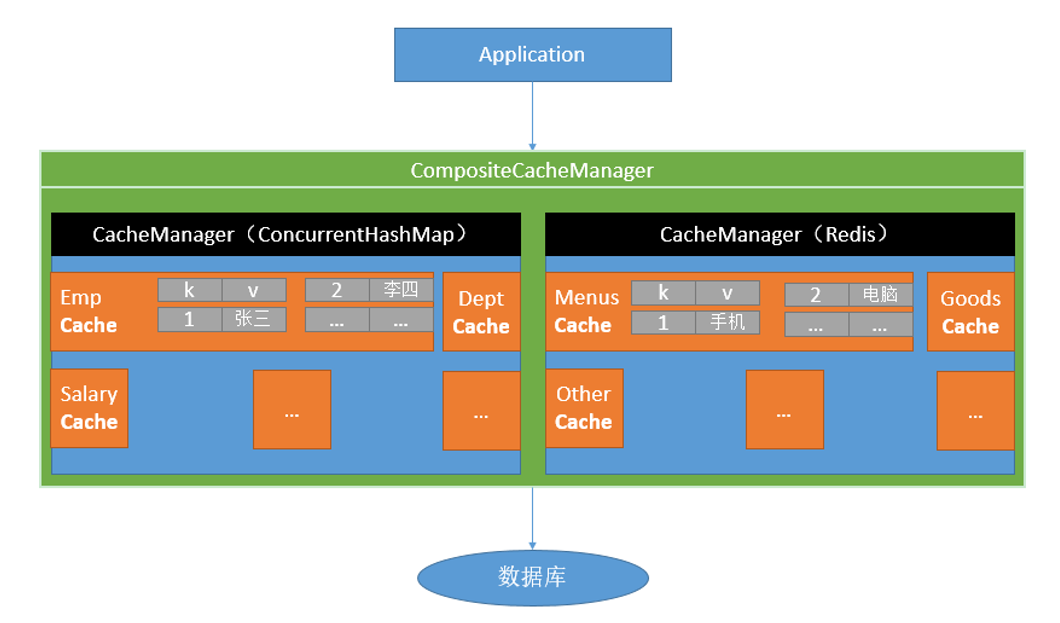 Application
CompositeCacheManager
CacheManager（ConcurrentHashMap）
Emp
Cache
k v
1 张三
2 李四
... ...
Dept
Cache
Salary
Cache
...
...
CacheManager（Redis）
Menus
Cache
k v
1 手机
2 电脑
... ...
Goods
Cache
Other
Cache
...
...
数据库